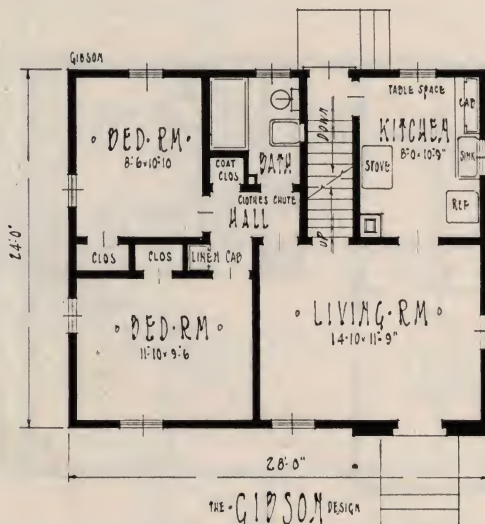 GIBSON
BED·RM
8'-6×10'-10
COAT
CLOS
BATH
CLOTHES CHUTE
HALL
DOWN
UP
TABLE SPACE
KITCHEN
8'-0×10'-9"
CAB
SINK
STOVE
REF
CLOS
CLOS
LINEN CAB
BED·RM
11'-10×9'-6
LIVING·RM
14'-10×11'-9"
24'-0"
28'-0"
THE·GIBSON DESIGN